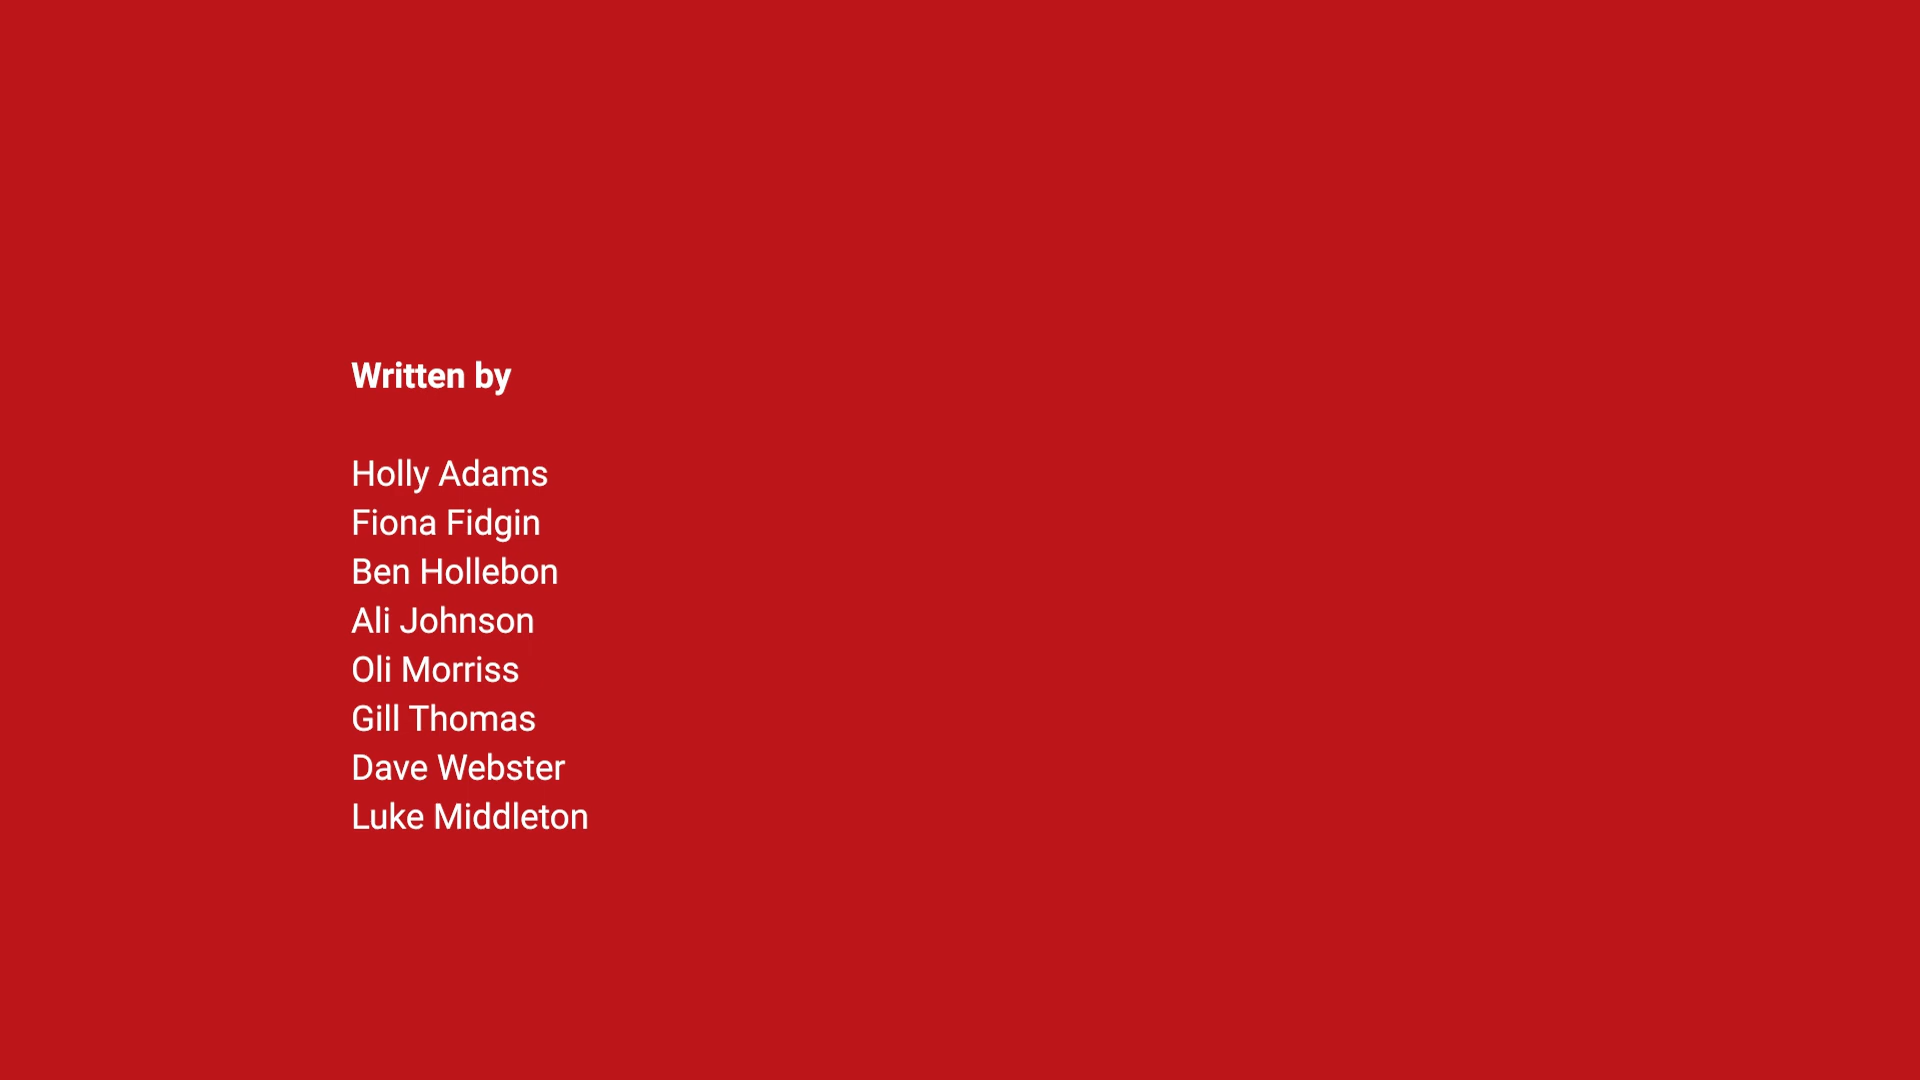 Written by
Holly Adams
Fiona Fidgin
Ben Hollebon
Ali Johnson
Oli Morriss
Gill Thomas
Dave Webster
Luke Middleton